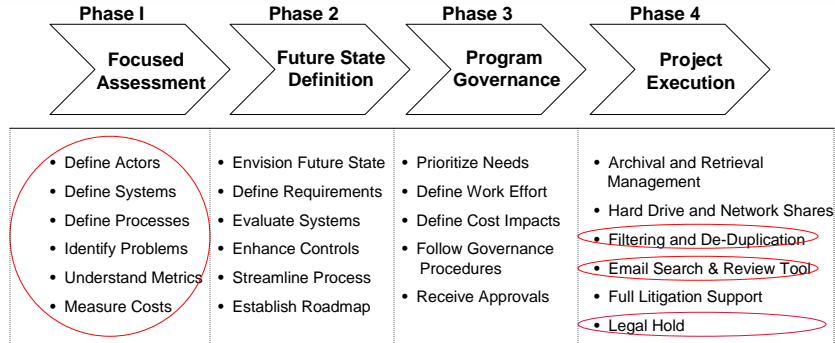 Phase I
Phase 2
Phase 3
Phase 4
Focused
Assessment
Future State
Definition
Program
Governance
Project
Execution
• Define Actors
• Define Systems
• Define Processes
• Identify Problems
• Understand Metrics
• Measure Costs
• Envision Future State
• Define Requirements
• Evaluate Systems
• Enhance Controls
• Streamline Process
• Establish Roadmap
• Prioritize Needs
• Define Work Effort
• Define Cost Impacts
• Follow Governance
Procedures
• Receive Approvals
• Archival and Retrieval
Management
• Hard Drive and Network Shares
• Filtering and De-Duplication
• Email Search & Review Tool
• Full Litigation Support
• Legal Hold